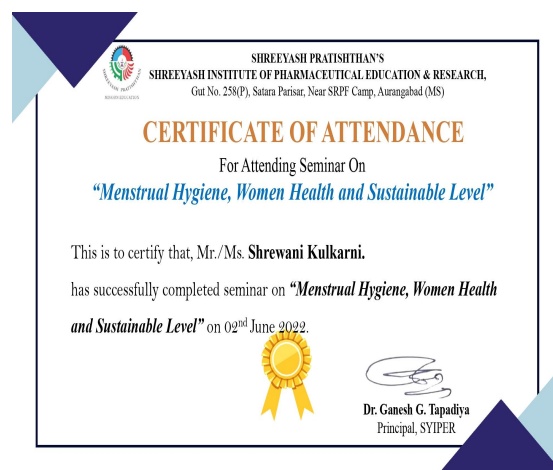 SHREEYASH PRATISHTHAN'S
SHREEYASH INSTITUTE OF PHARMACEUTICAL EDUCATION & RESEARCH,
Gut No. 258(P), Satara Parisar, Near SRPF Camp, Aurangabad (MS)
CERTIFICATE OF ATTENDANCE
For Attending Seminar On
“Menstrual Hygiene, Women Health and Sustainable Level”
This is to certify that, Mr./Ms. Shrewani Kulkarni.
has successfully completed seminar on “Menstrual Hygiene, Women Health
and Sustainable Level” on 02nd June 2022.
Dr. Ganesh G. Tapadiya
Principal, SYIPER